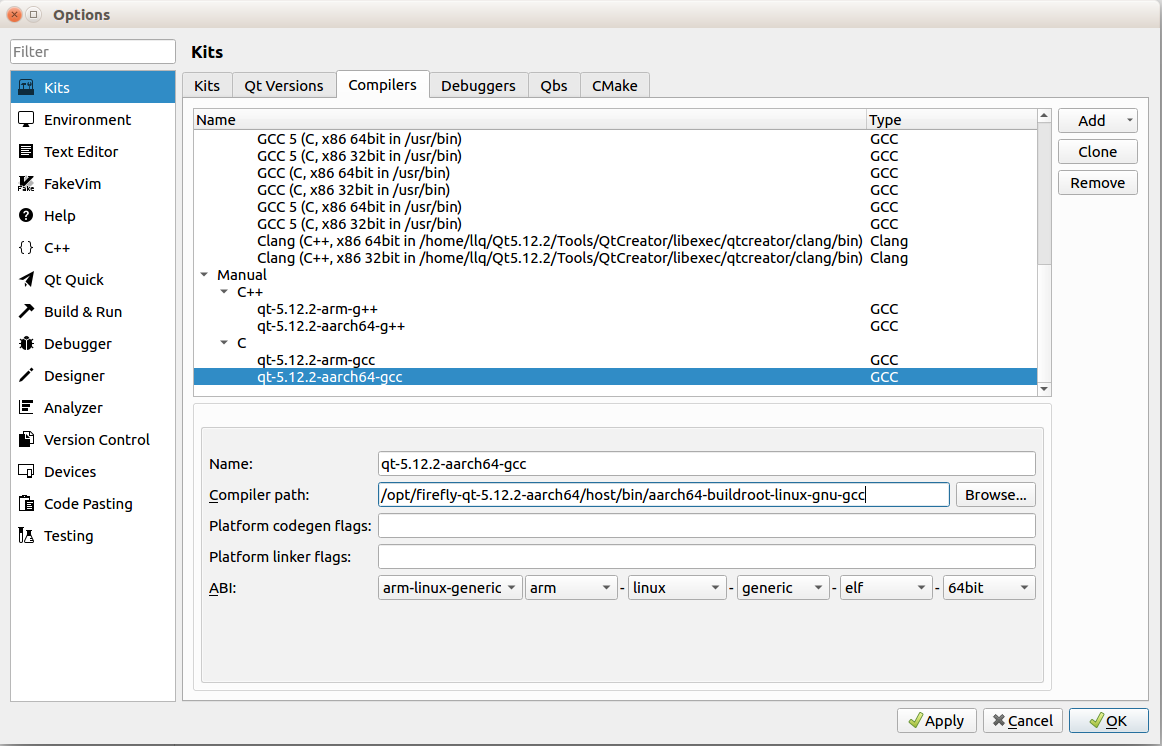 Options
Filter
Kits
Environment
Text Editor
FakeVim
Help
C++
Qt Quick
Build & Run
Debugger
Designer
Analyzer
Version Control
Devices
Code Pasting
Testing
Kits
Kits Qt Versions Compilers Debuggers Qbs CMake
Name Type
GCC 5 (C, x86 64bit in /usr/bin) GCC
GCC 5 (C, x86 32bit in /usr/bin) GCC
GCC (C, x86 64bit in /usr/bin) GCC
GCC (C, x86 32bit in /usr/bin) GCC
GCC 5 (C, x86 64bit in /usr/bin) GCC
GCC 5 (C, x86 32bit in /usr/bin) GCC
Clang (C++, x86 64bit in /home/llq/Qt5.12.2/Tools/QtCreator/libexec/qtcreator/clang/bin) Clang
Clang (C++, x86 32bit in /home/llq/Qt5.12.2/Tools/QtCreator/libexec/qtcreator/clang/bin) Clang
Manual
C++
qt-5.12.2-arm-g++ GCC
qt-5.12.2-aarch64-g++ GCC
C
qt-5.12.2-arm-gcc GCC
qt-5.12.2-aarch64-gcc GCC
Add
Clone
Remove
Name: qt-5.12.2-aarch64-gcc
Compiler path: /opt/firefly-qt-5.12.2-aarch64/host/bin/aarch64-buildroot-linux-gnu-gcc Browse...
Platform codegen flags:
Platform linker flags:
ABI: arm-linux-generic arm - linux - generic - elf - 64bit
Apply Cancel OK